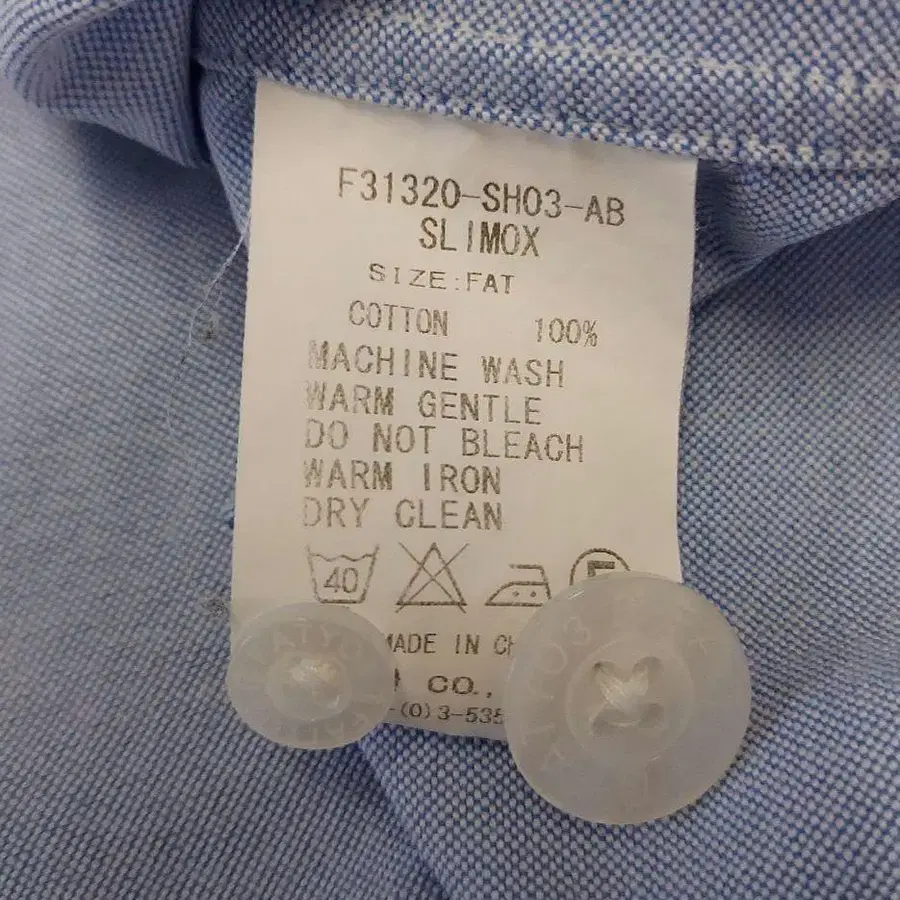 F31320-SH03-AB
SLIMOX
SIZE:FAT
COTTON 100%
MACHINE WASH
WARM GENTLE
DO NOT BLEACH
WARM IRON
DRY CLEAN
40
MADE IN
CO.,
(0)3-535